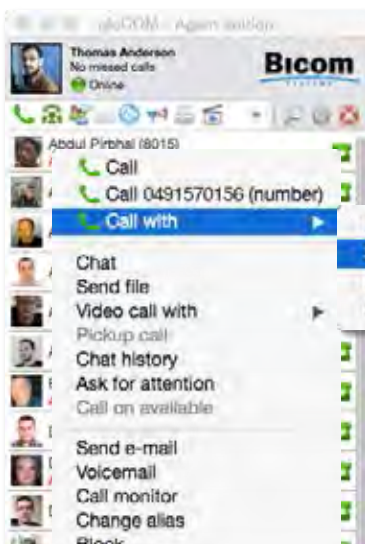 gloCOM - Agent edition
Thomas Anderson
No missed calls
Online
Bicom
SYSTEMS
Abdul Pirbhai (8015)
Call
Call 0491570156 (number)
Call with
Chat
Send file
Video call with
Pickup call
Chat history
Ask for attention
Call on available
Send e-mail
Voicemail
Call monitor
Change alias
Block